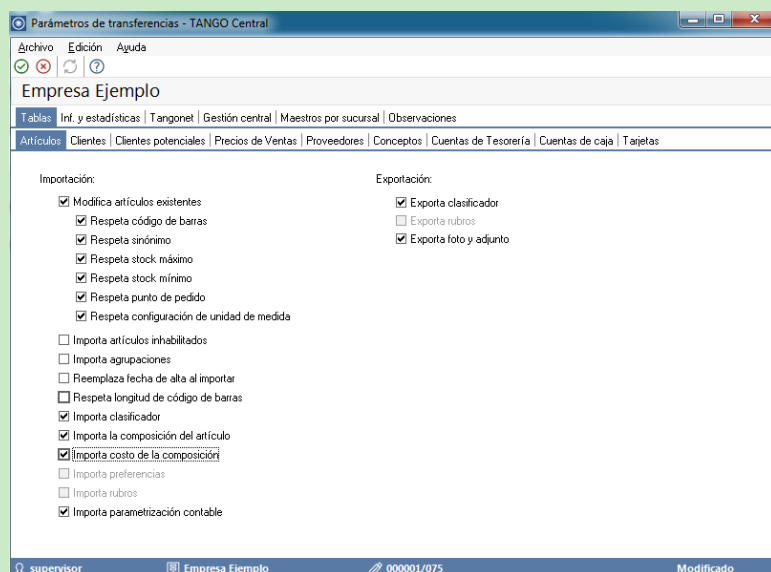 Parámetros de transferencias - TANGO Central
Archivo Edición Ayuda
Empresa Ejemplo
Tablas Inf. y estadísticas Tangonet Gestión central Maestros por sucursal Observaciones
Artículos Clientes Clientes potenciales Precios de Ventas Proveedores Conceptos Cuentas de Tesorería Cuentas de caja Tarjetas
Importación:
Modifica artículos existentes
Respeta código de barras
Respeta sinónimo
Respeta stock máximo
Respeta stock mínimo
Respeta punto de pedido
Respeta configuración de unidad de medida
Importa artículos inhabilitados
Importa agrupaciones
Reemplaza fecha de alta al importar
Respeta longitud de código de barras
Importa clasificador
Importa la composición del artículo
Importa costo de la composición
Importa preferencias
Importa rubros
Importa parametrización contable
Exportación:
Exporta clasificador
Exporta rubros
Exporta foto y adjunto
supervisor Empresa Ejemplo 000001/075 Modificado